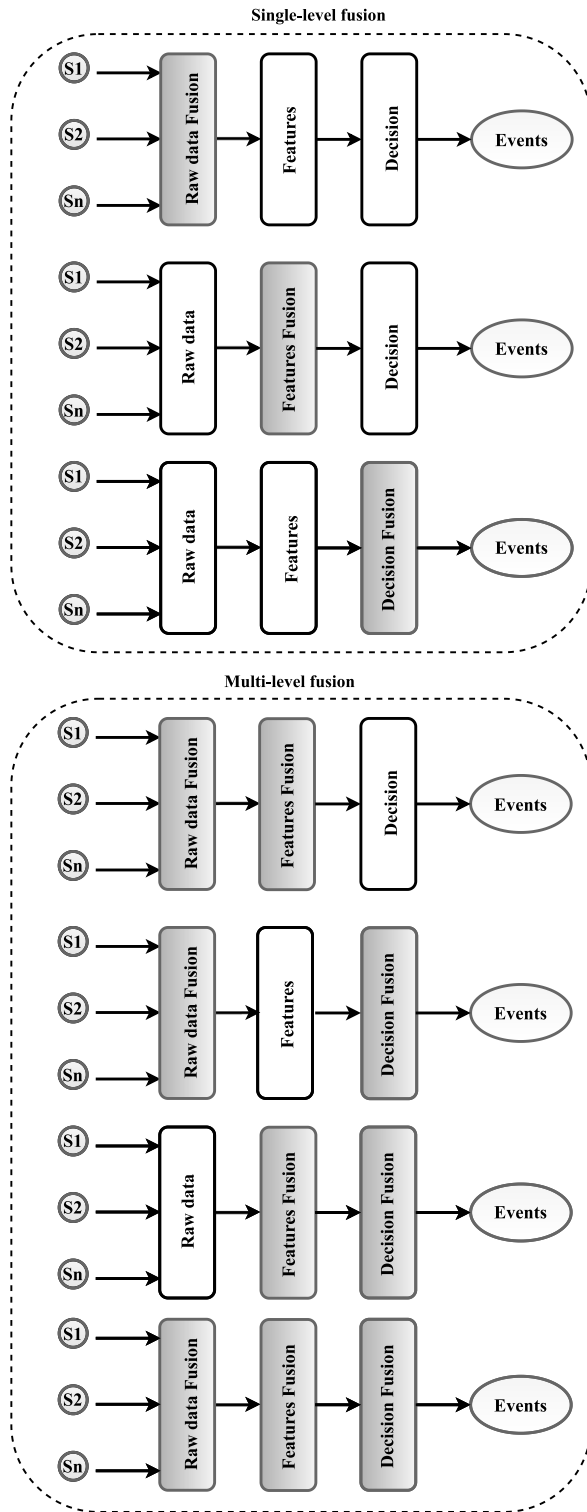 Single-level fusion
S1
S2
Sn
Raw data Fusion
Features
Decision
Events
S1
S2
Sn
Raw data
Features Fusion
Decision
Events
S1
S2
Sn
Raw data
Features
Decision Fusion
Events
Multi-level fusion
S1
S2
Sn
Raw data Fusion
Features Fusion
Decision
Events
S1
S2
Sn
Raw data Fusion
Features
Decision Fusion
Events
S1
S2
Sn
Raw data
Features Fusion
Decision Fusion
Events
S1
S2
Sn
Raw data Fusion
Features Fusion
Decision Fusion
Events